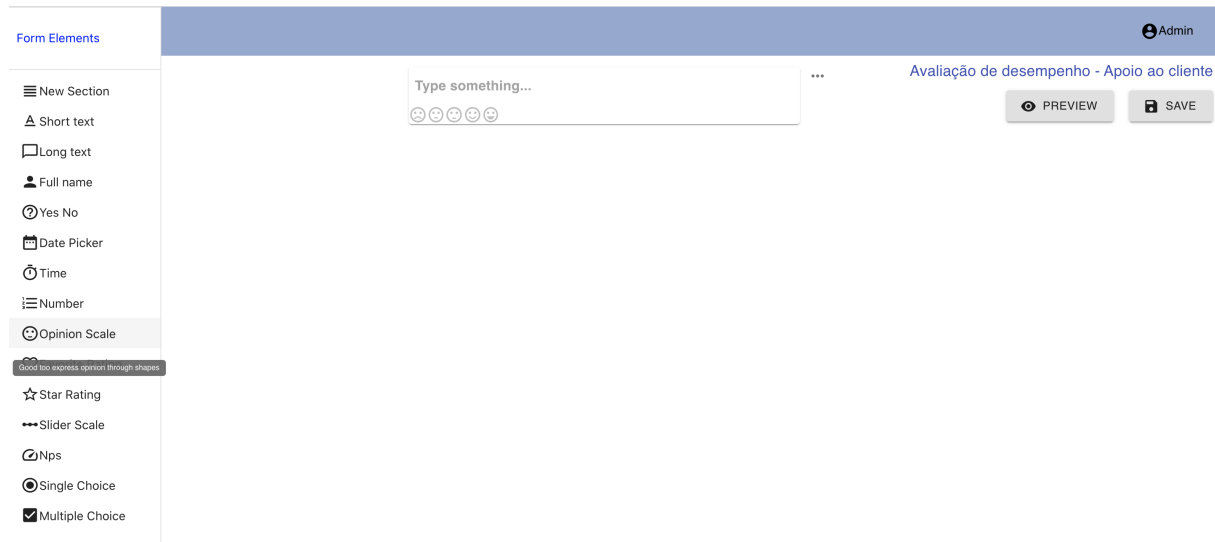 Form Elements
Admin
New Section
Short text
Long text
Full name
Yes No
Date Picker
Time
Number
Opinion Scale
Good too express opinion through shapes
Star Rating
Slider Scale
Nps
Single Choice
Multiple Choice
Type something...
Avaliação de desempenho - Apoio ao cliente
PREVIEW
SAVE